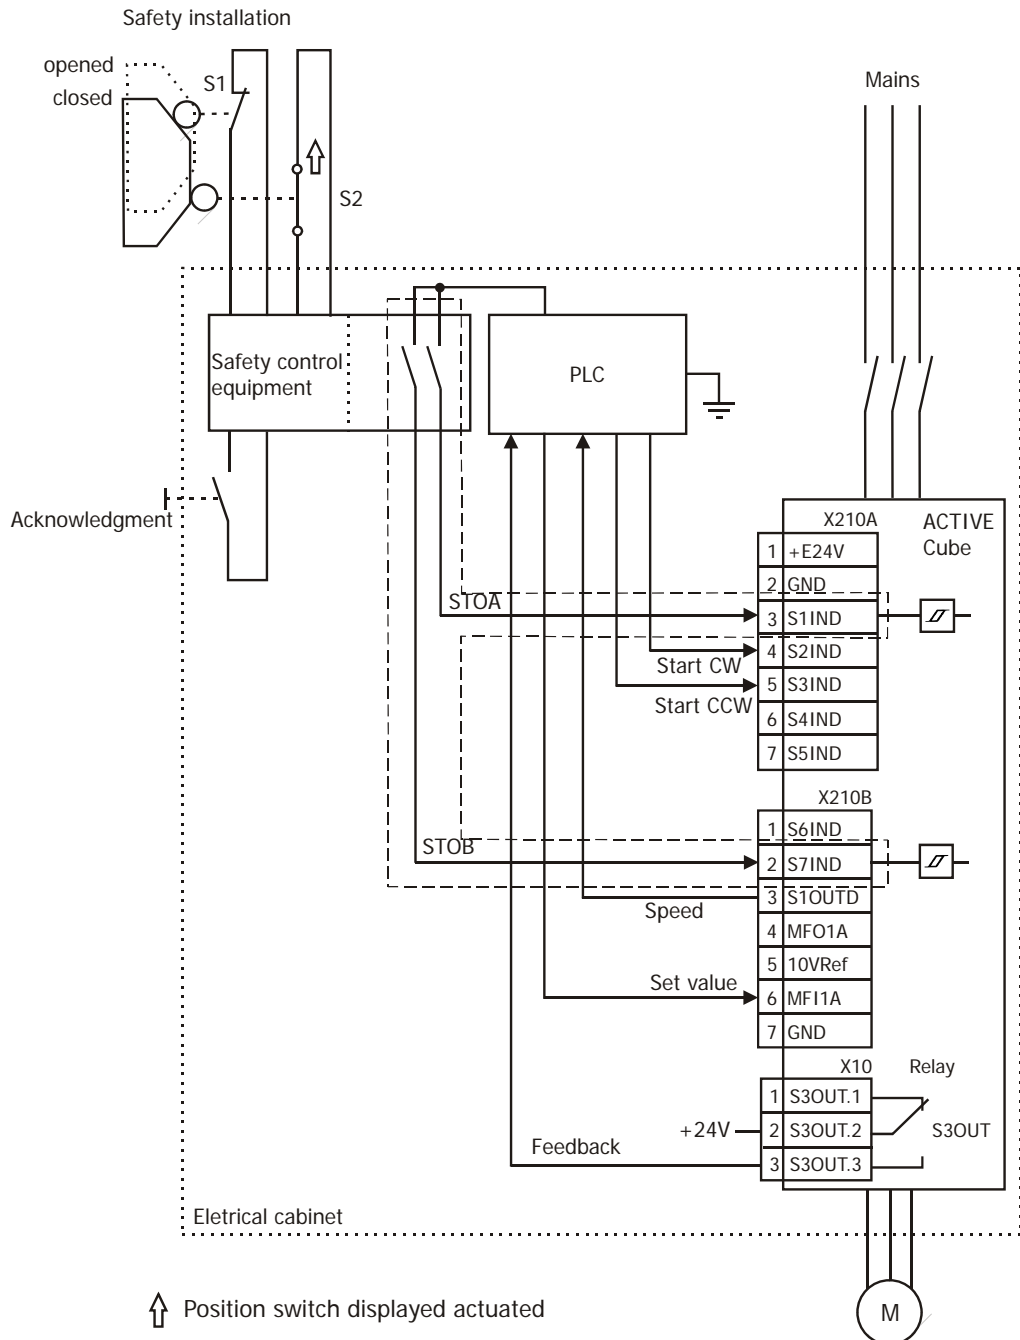 Safety installation
opened
closed
S1
S2
Mains
Safety control
equipment
PLC
Acknowledgment
X210A
ACTIVE
Cube
1 +E24V
2 GND
STOA
3 S1IND
4 S2IND
Start CW
5 S3IND
Start CCW
6 S4IND
7 S5IND
X210B
1 S6IND
STOB
2 S7IND
3 S1OUTD
Speed
4 MFO1A
5 10VRef
Set value
6 MFI1A
7 GND
X10
Relay
1 S3OUT.1
+24V
2 S3OUT.2
S3OUT
Feedback
3 S3OUT.3
Eletrical cabinet
Position switch displayed actuated
M